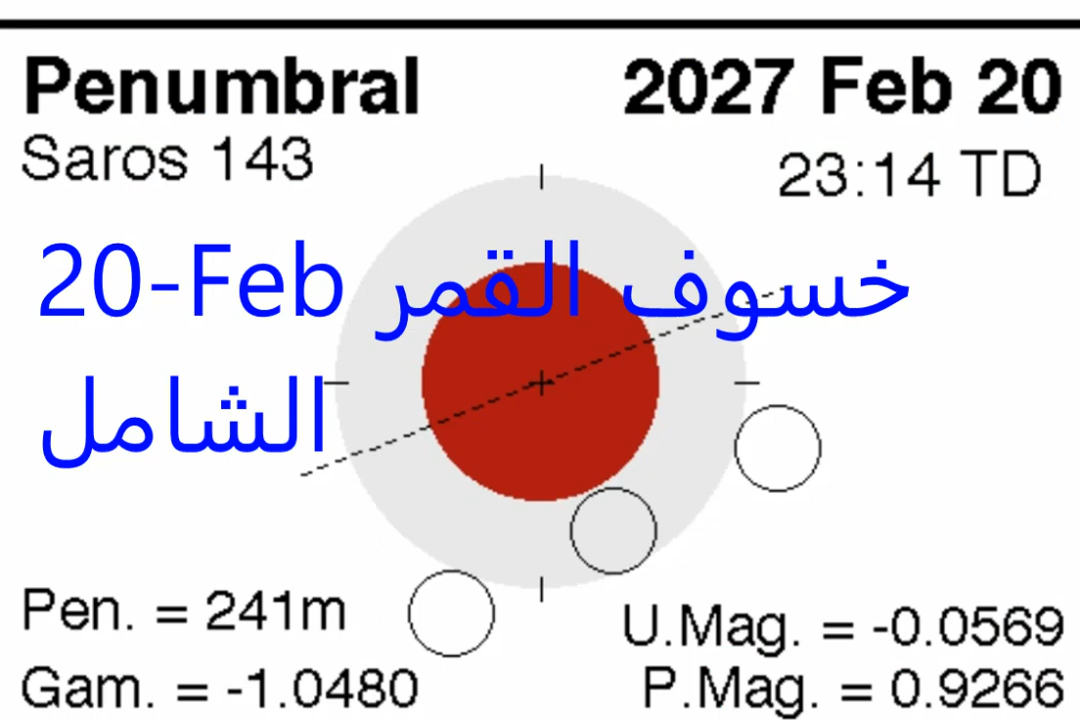 Penumbral 2027 Feb 20
Saros 143 23:14 TD
خسوف القمر 20-Feb
الشامل
Pen. = 241m U.Mag. = -0.0569
Gam. = -1.0480 P.Mag. = 0.9266